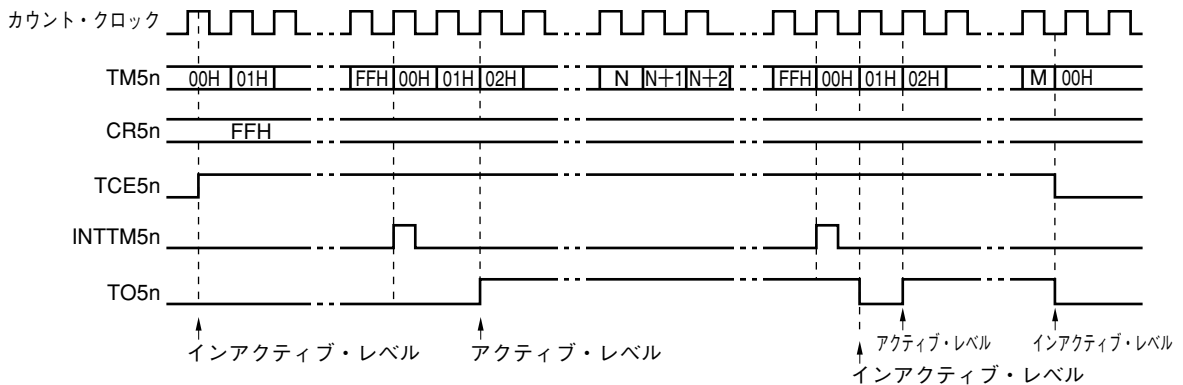 カウント・クロック
TM5n 00H 01H FFH 00H 01H 02H N N+1 N+2 FFH 00H 01H 02H M 00H
CR5n FFH
TCE5n
INTTM5n
TO5n
インアクティブ・レベル アクティブ・レベル アクティブ・レベル インアクティブ・レベル
インアクティブ・レベル